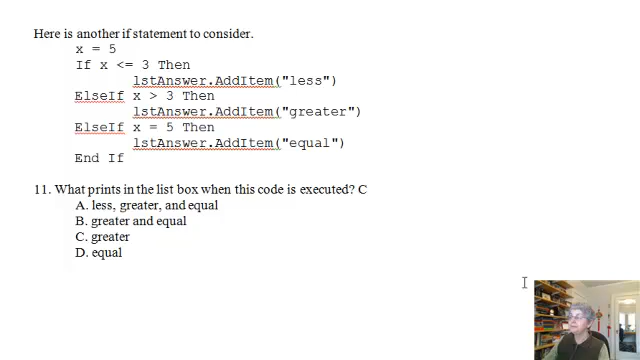 Here is another if statement to consider.
x = 5
If x <= 3 Then
lstAnswer.AddItem("less")
ElseIf x > 3 Then
lstAnswer.AddItem("greater")
ElseIf x = 5 Then
lstAnswer.AddItem("equal")
End If
11. What prints in the list box when this code is executed? C
A. less, greater, and equal
B. greater and equal
C. greater
D. equal